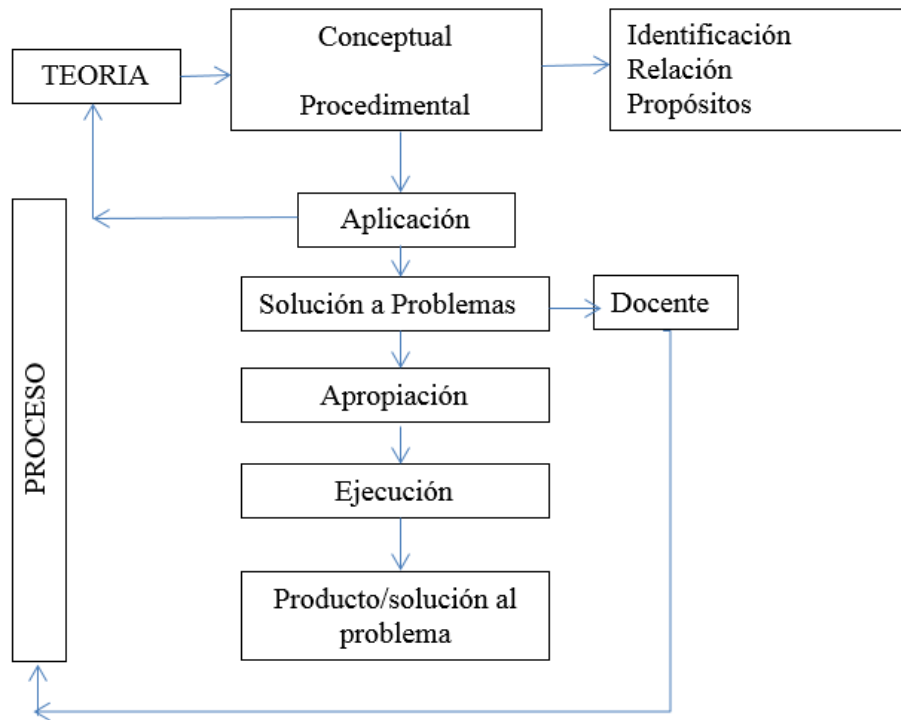 Conceptual
TEORIA
Procedimental
Identificación
Relación
Propósitos
Aplicación
Solución a Problemas
Docente
Apropiación
PROCESO
Ejecución
Producto/solución al
problema